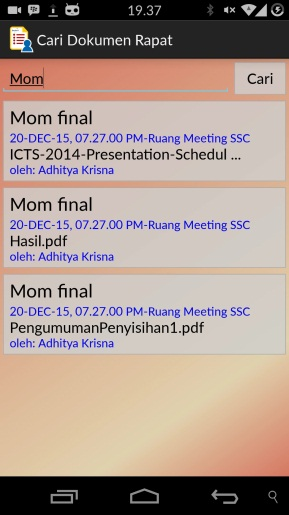 19.37
Cari Dokumen Rapat
Mom
Cari
Mom final
20-DEC-15, 07.27.00 PM-Ruang Meeting SSC
ICTS-2014-Presentation-Schedul ...
oleh: Adhitya Krisna
Mom final
20-DEC-15, 07.27.00 PM-Ruang Meeting SSC
Hasil.pdf
oleh: Adhitya Krisna
Mom final
20-DEC-15, 07.27.00 PM-Ruang Meeting SSC
PengumumanPenyisihan1.pdf
oleh: Adhitya Krisna